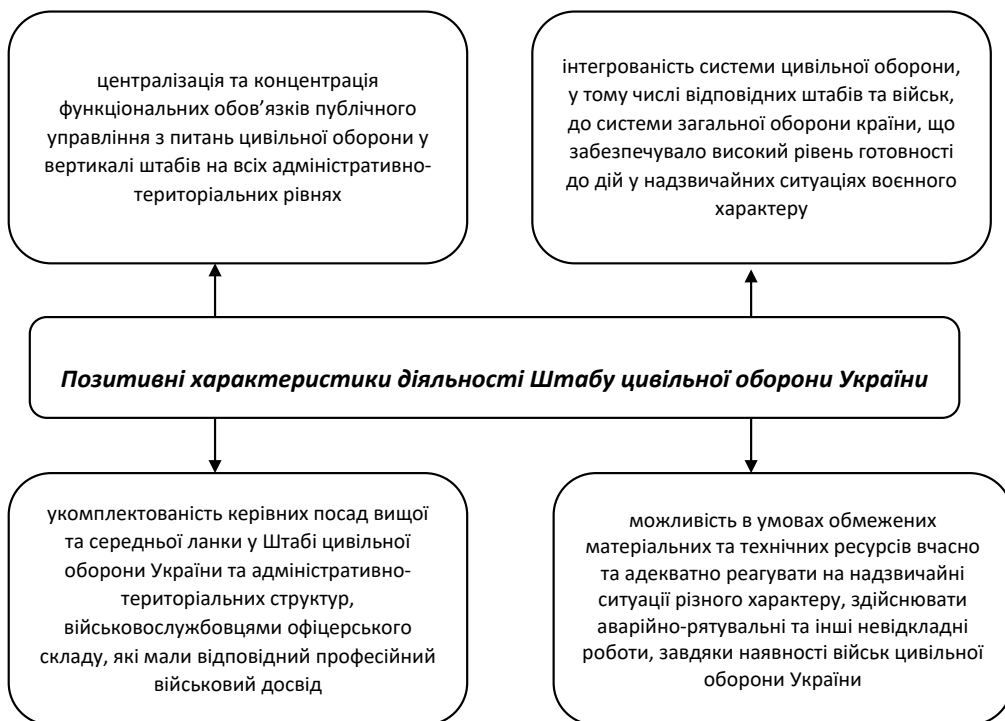 централізація та концентрація
функціональних обов’язків публічного
управління з питань цивільної оборони у
вертикалі штабів на всіх адміністративно-
територіальних рівнях
інтегрованість системи цивільної оборони,
у тому числі відповідних штабів та військ,
до системи загальної оборони країни, що
забезпечувало високий рівень готовності
до дій у надзвичайних ситуаціях воєнного
характеру
Позитивні характеристики діяльності Штабу цивільної оборони України
укомплектованість керівних посад вищої
та середньої ланки у Штабі цивільної
оборони України та адміністративно-
територіальних структур,
військовослужбовцями офіцерського
складу, які мали відповідний професійний
військовий досвід
можливість в умовах обмежених
матеріальних та технічних ресурсів вчасно
та адекватно реагувати на надзвичайні
ситуації різного характеру, здійснювати
аварійно-рятувальні та інші невідкладні
роботи, завдяки наявності військ цивільної
оборони України